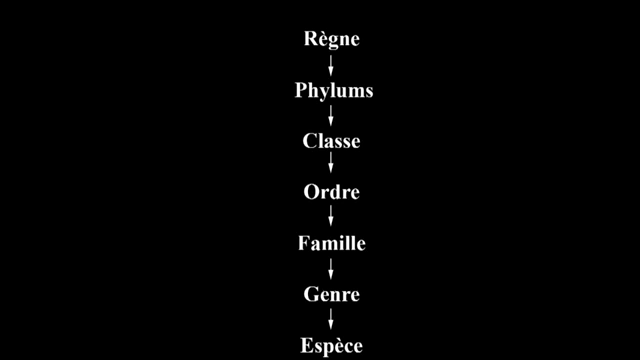 Règne
Phylums
Classe
Ordre
Famille
Genre
Espèce